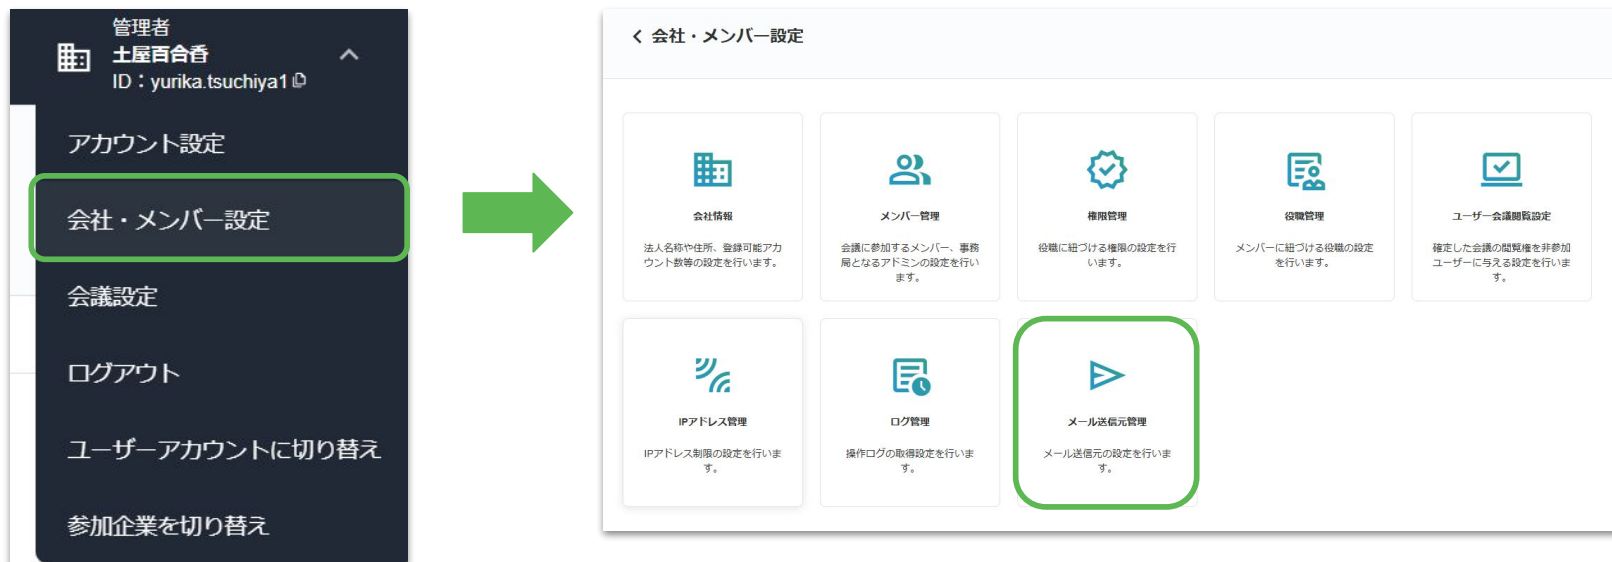 管理者
土屋百合香
ID：yurika.tsuchiya1
アカウント設定
会社・メンバー設定
会議設定
ログアウト
ユーザーアカウントに切り替え
参加企業を切り替え
会社・メンバー設定
会社情報
法人名称や住所、登録可能アカ
ウント数等の設定を行います。
メンバー管理
会議に参加するメンバー、事務
局となるアドミンの設定を行い
ます。
権限管理
役職に紐づける権限の設定を行
います。
役職管理
メンバーに紐づける役職の設定
を行います。
ユーザー会議閲覧設定
確定した会議の閲覧権を非参加
ユーザーに与える設定を行いま
す。
IPアドレス管理
IPアドレス制限の設定を行いま
す。
ログ管理
操作ログの取得設定を行いま
す。
メール送信元管理
メール送信元の設定を行いま
す。